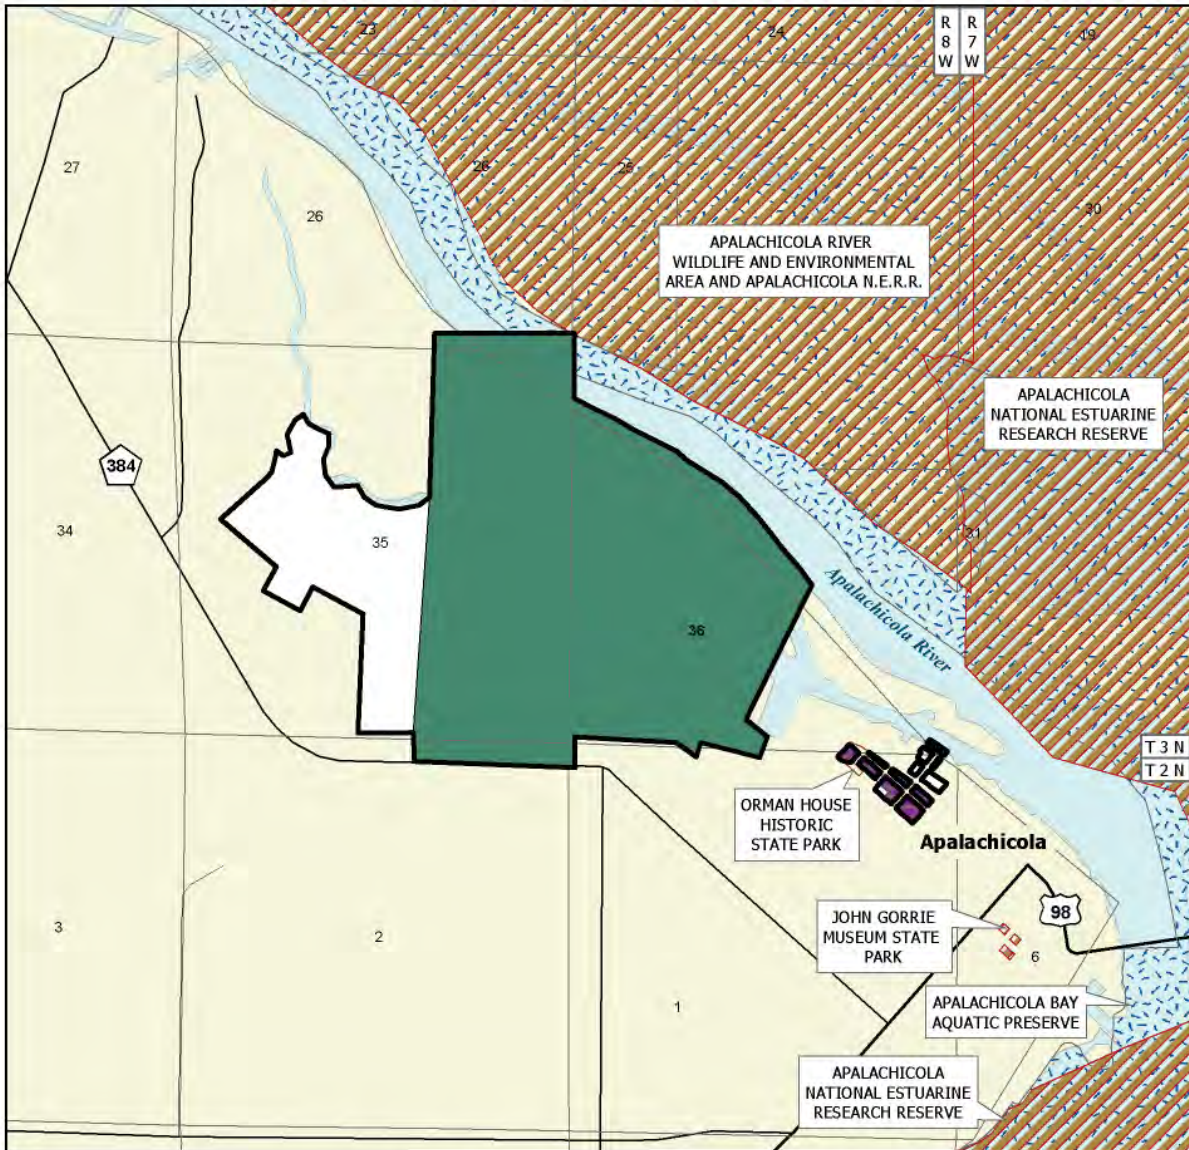 23
24
R
8
W
R
7
W
19
27
26
26
25
30
APALACHICOLA RIVER
WILDLIFE AND ENVIRONMENTAL
AREA AND APALACHICOLA N.E.R.R.
APALACHICOLA
NATIONAL ESTUARINE
RESEARCH RESERVE
384
34
35
31
36
Apalachicola River
T 3 N
T 2 N
ORMAN HOUSE
HISTORIC
STATE PARK
Apalachicola
98
JOHN GORRIE
MUSEUM STATE
PARK
3
2
6
1
APALACHICOLA BAY
AQUATIC PRESERVE
APALACHICOLA
NATIONAL ESTUARINE
RESEARCH RESERVE